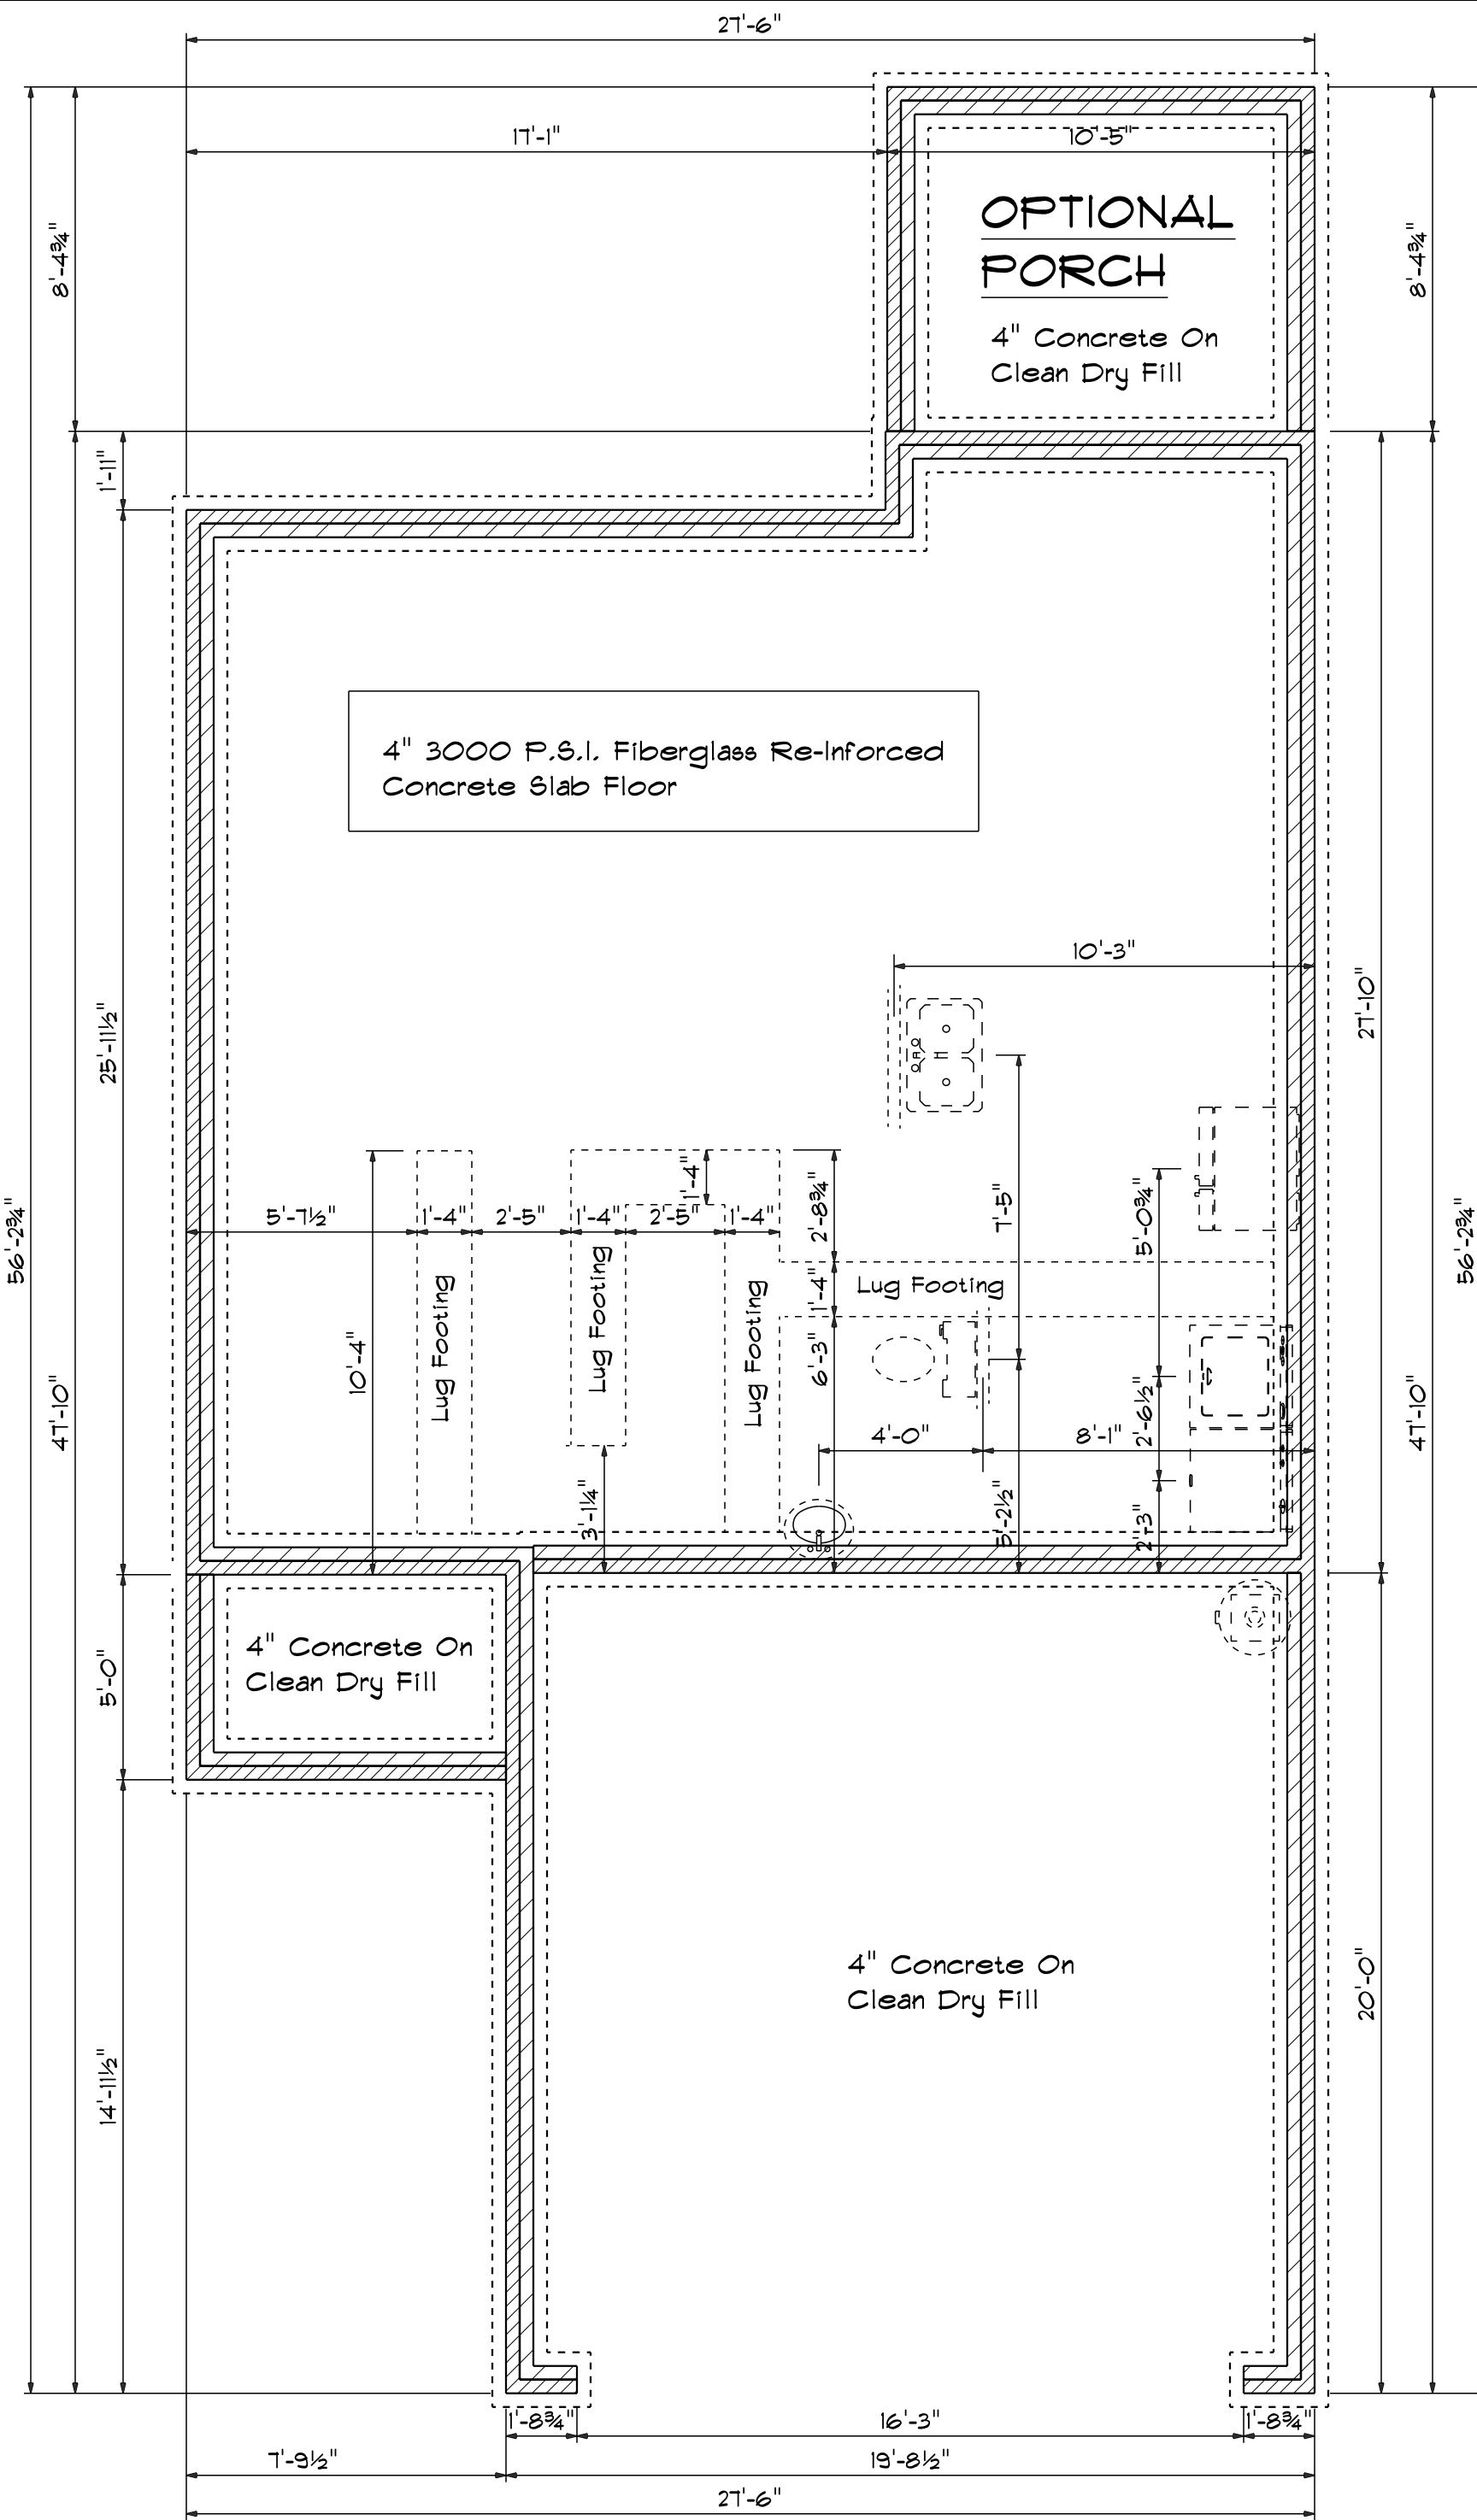 27'-6"
17'-1"
10'-5"
OPTIONAL
PORCH
8'-4¾"
8'-4¾"
4" Concrete On
Clean Dry Fill
1'-11"
4" 3000 P.S.I. Fiberglass Re-Inforced
Concrete Slab Floor
10'-3"
25'-11½"
27'-10"
56'-2¾"
56'-2¾"
1'-4"
2'-8¾"
7'-5"
5'-0¾"
5'-7½"
1'-4"
2'-5"
1'-4"
2'-5"
1'-4"
1'-4"
Lug Footing
Lug Footing
Lug Footing
Lug Footing
10'-4"
6'-3"
47'-10"
47'-10"
4'-0"
8'-1"
2'-6½"
3'-1¼"
5'-2½"
2'-3"
4" Concrete On
Clean Dry Fill
5'-0"
4" Concrete On
Clean Dry Fill
20'-0"
14'-11½"
1'-8¾"
16'-3"
1'-8¾"
7'-9½"
19'-8½"
27'-6"